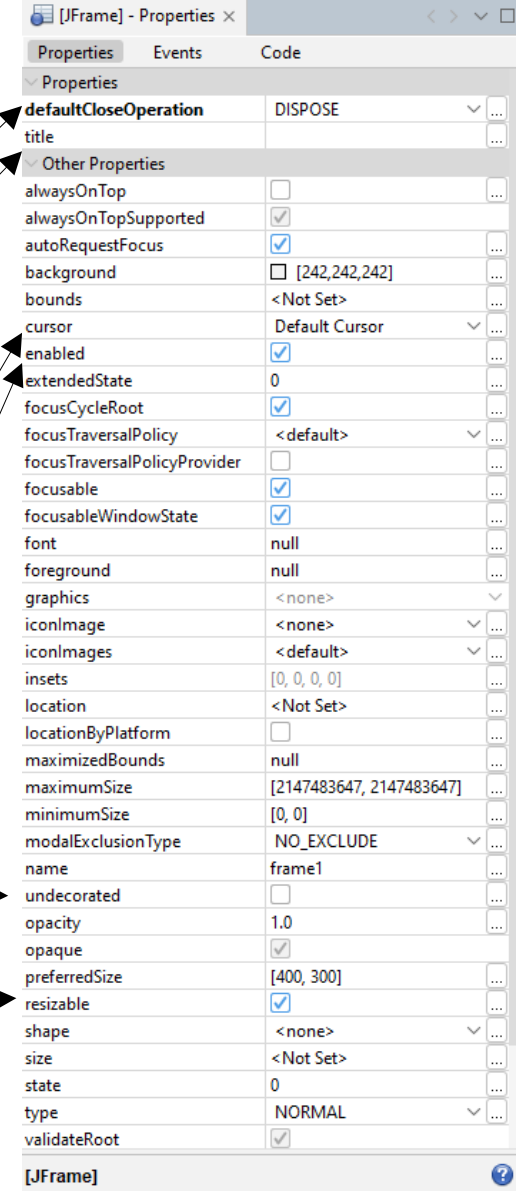 [JFrame] - Properties ×
Properties Events Code
Properties
defaultCloseOperation DISPOSE ...
title ...
Other Properties
alwaysOnTop ...
alwaysOnTopSupported
autoRequestFocus ...
background [242,242,242] ...
bounds <Not Set> ...
cursor Default Cursor ...
enabled ...
extendedState 0 ...
focusCycleRoot ...
focusTraversalPolicy <default> ...
focusTraversalPolicyProvider ...
focusable ...
focusableWindowState ...
font null ...
foreground null ...
graphics <none>
iconImage <none> ...
iconImages <default> ...
insets [0, 0, 0, 0] ...
location <Not Set> ...
locationByPlatform ...
maximizedBounds null ...
maximumSize [2147483647, 2147483647] ...
minimumSize [0, 0] ...
modalExclusionType NO_EXCLUDE ...
name frame1 ...
undecorated ...
opacity 1.0 ...
opaque
preferredSize [400, 300] ...
resizable ...
shape <none> ...
size <Not Set> ...
state 0 ...
type NORMAL ...
validateRoot
[JFrame] ?